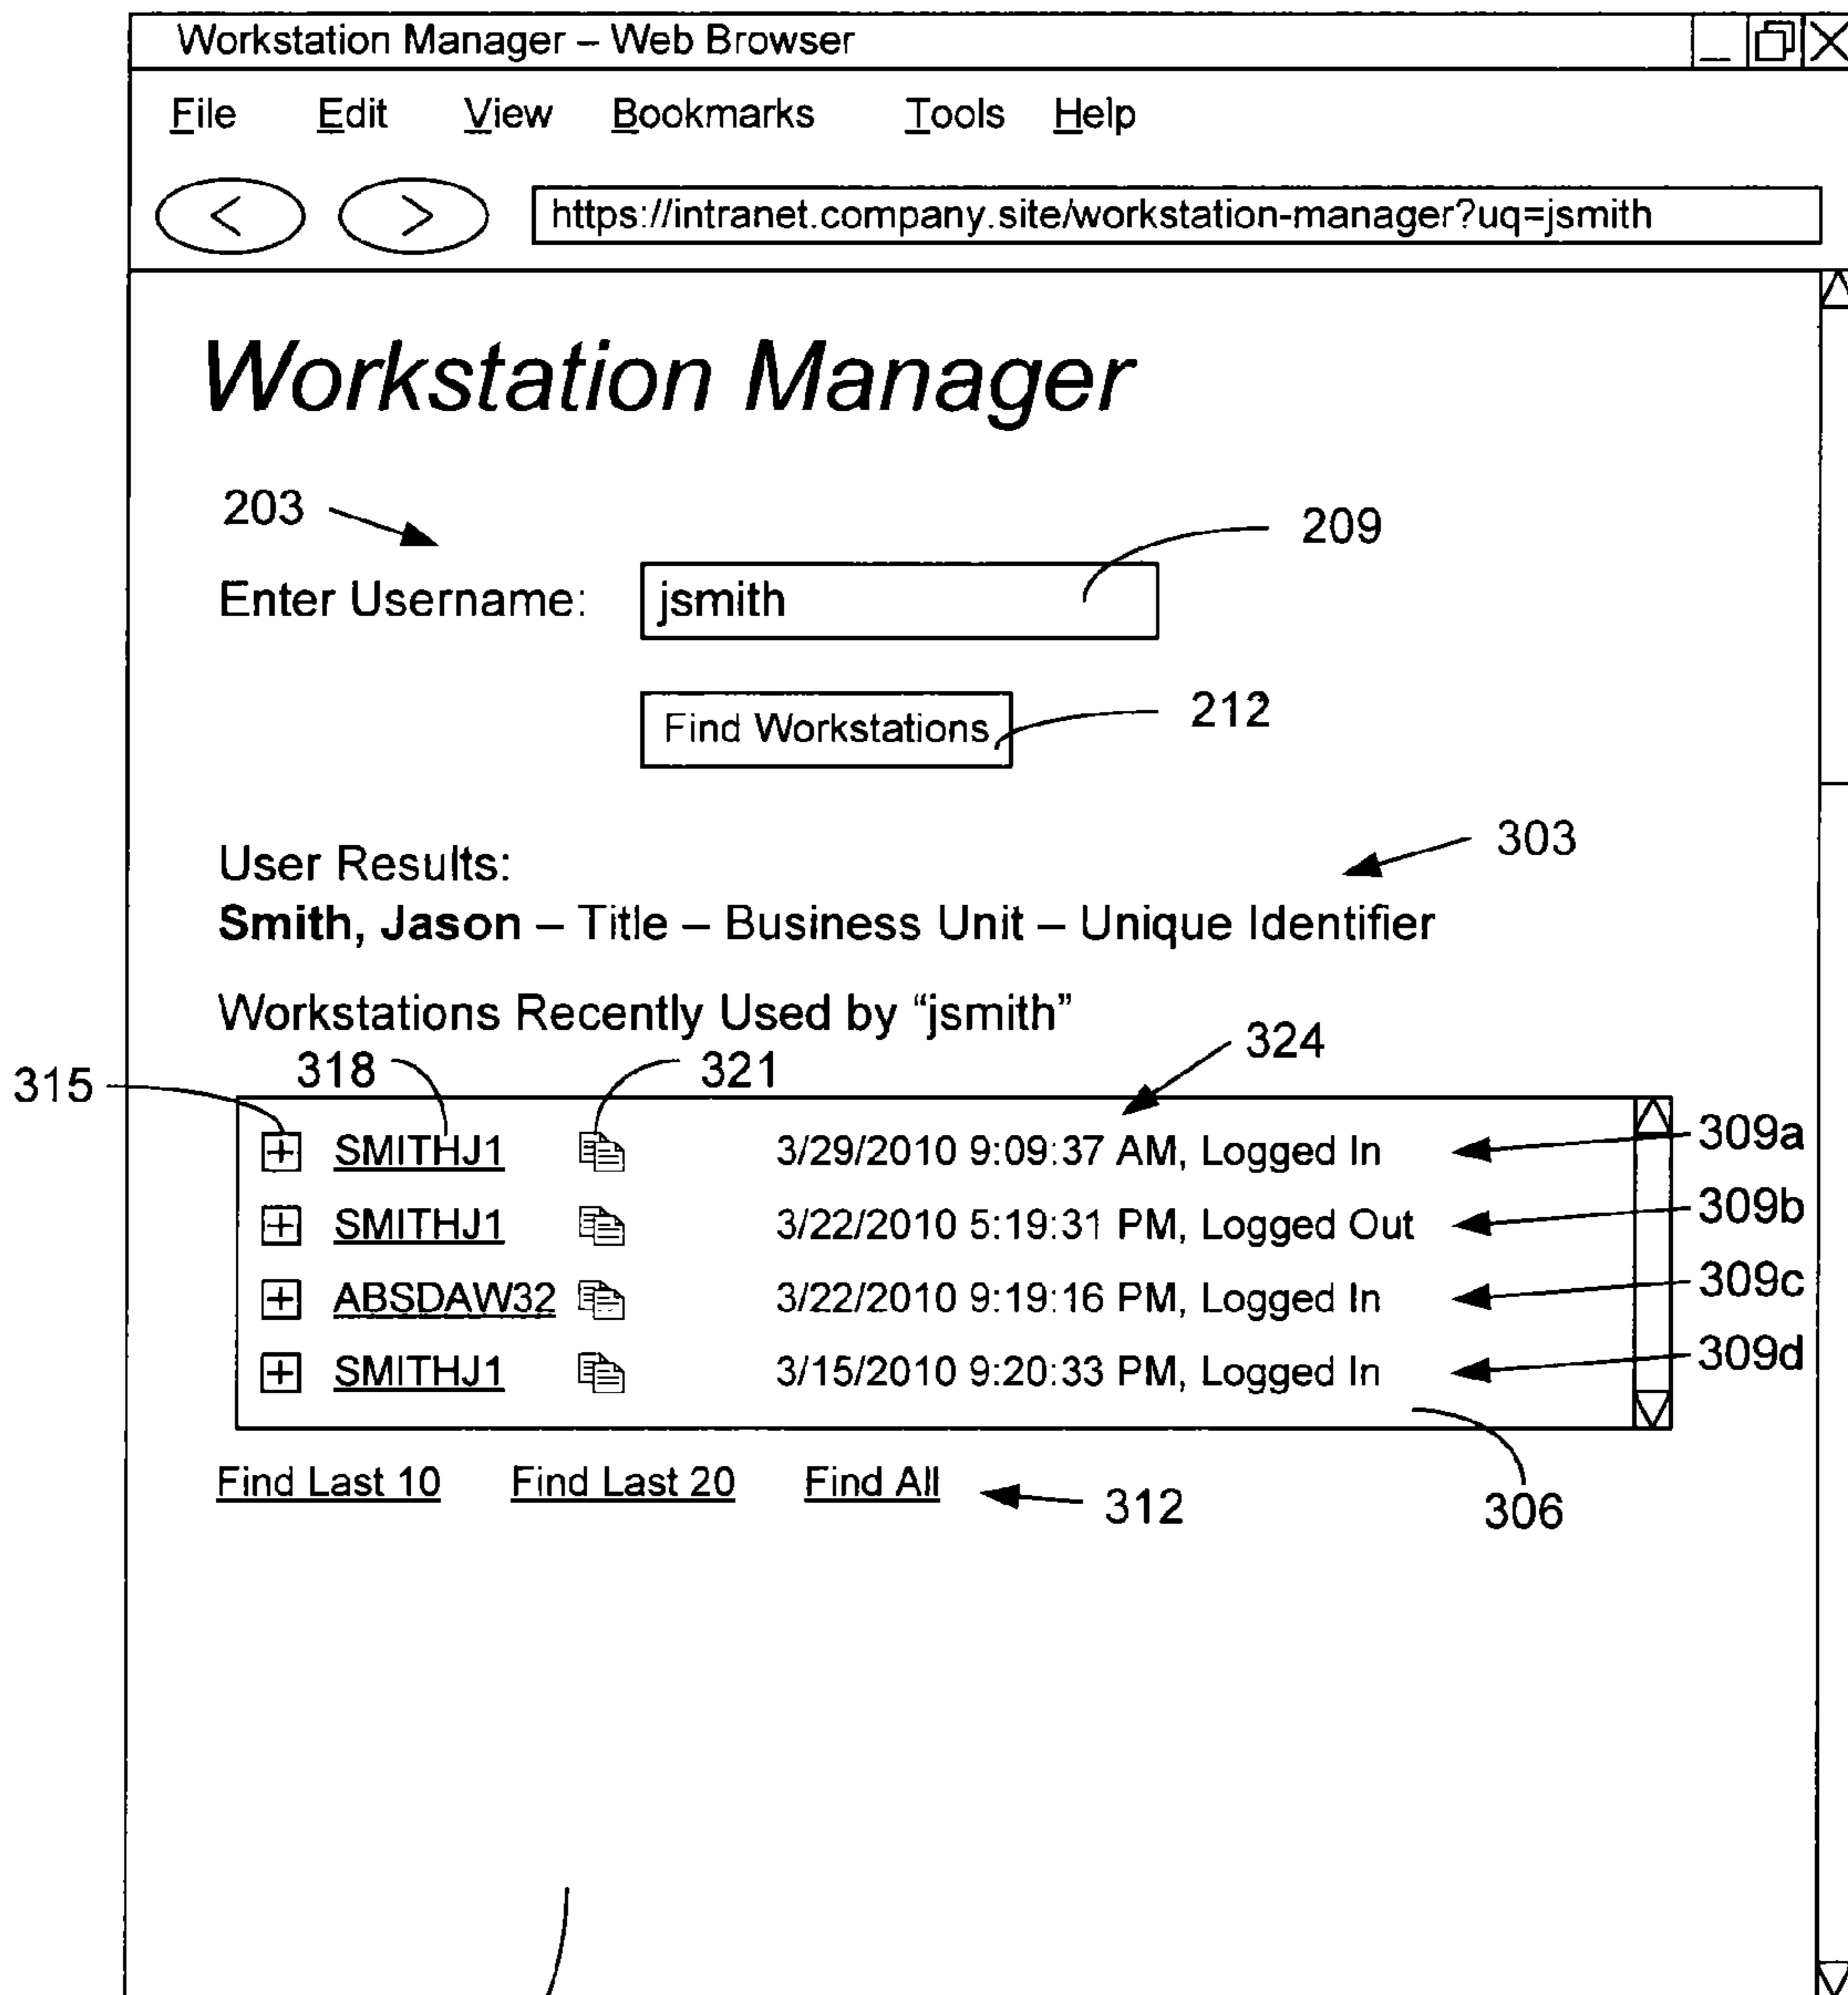 Workstation Manager – Web Browser
File Edit View Bookmarks Tools Help
< > https://intranet.company.site/workstation-manager?uq=jsmith
Workstation Manager
203
209
Enter Username: jsmith
Find Workstations 212
303
User Results:
Smith, Jason – Title – Business Unit – Unique Identifier
Workstations Recently Used by “jsmith”
315 318 321 324
SMITHJ1 3/29/2010 9:09:37 AM, Logged In 309a
SMITHJ1 3/22/2010 5:19:31 PM, Logged Out 309b
ABSDAW32 3/22/2010 9:19:16 PM, Logged In 309c
SMITHJ1 3/15/2010 9:20:33 PM, Logged In 309d
Find Last 10 Find Last 20 Find All 312 306